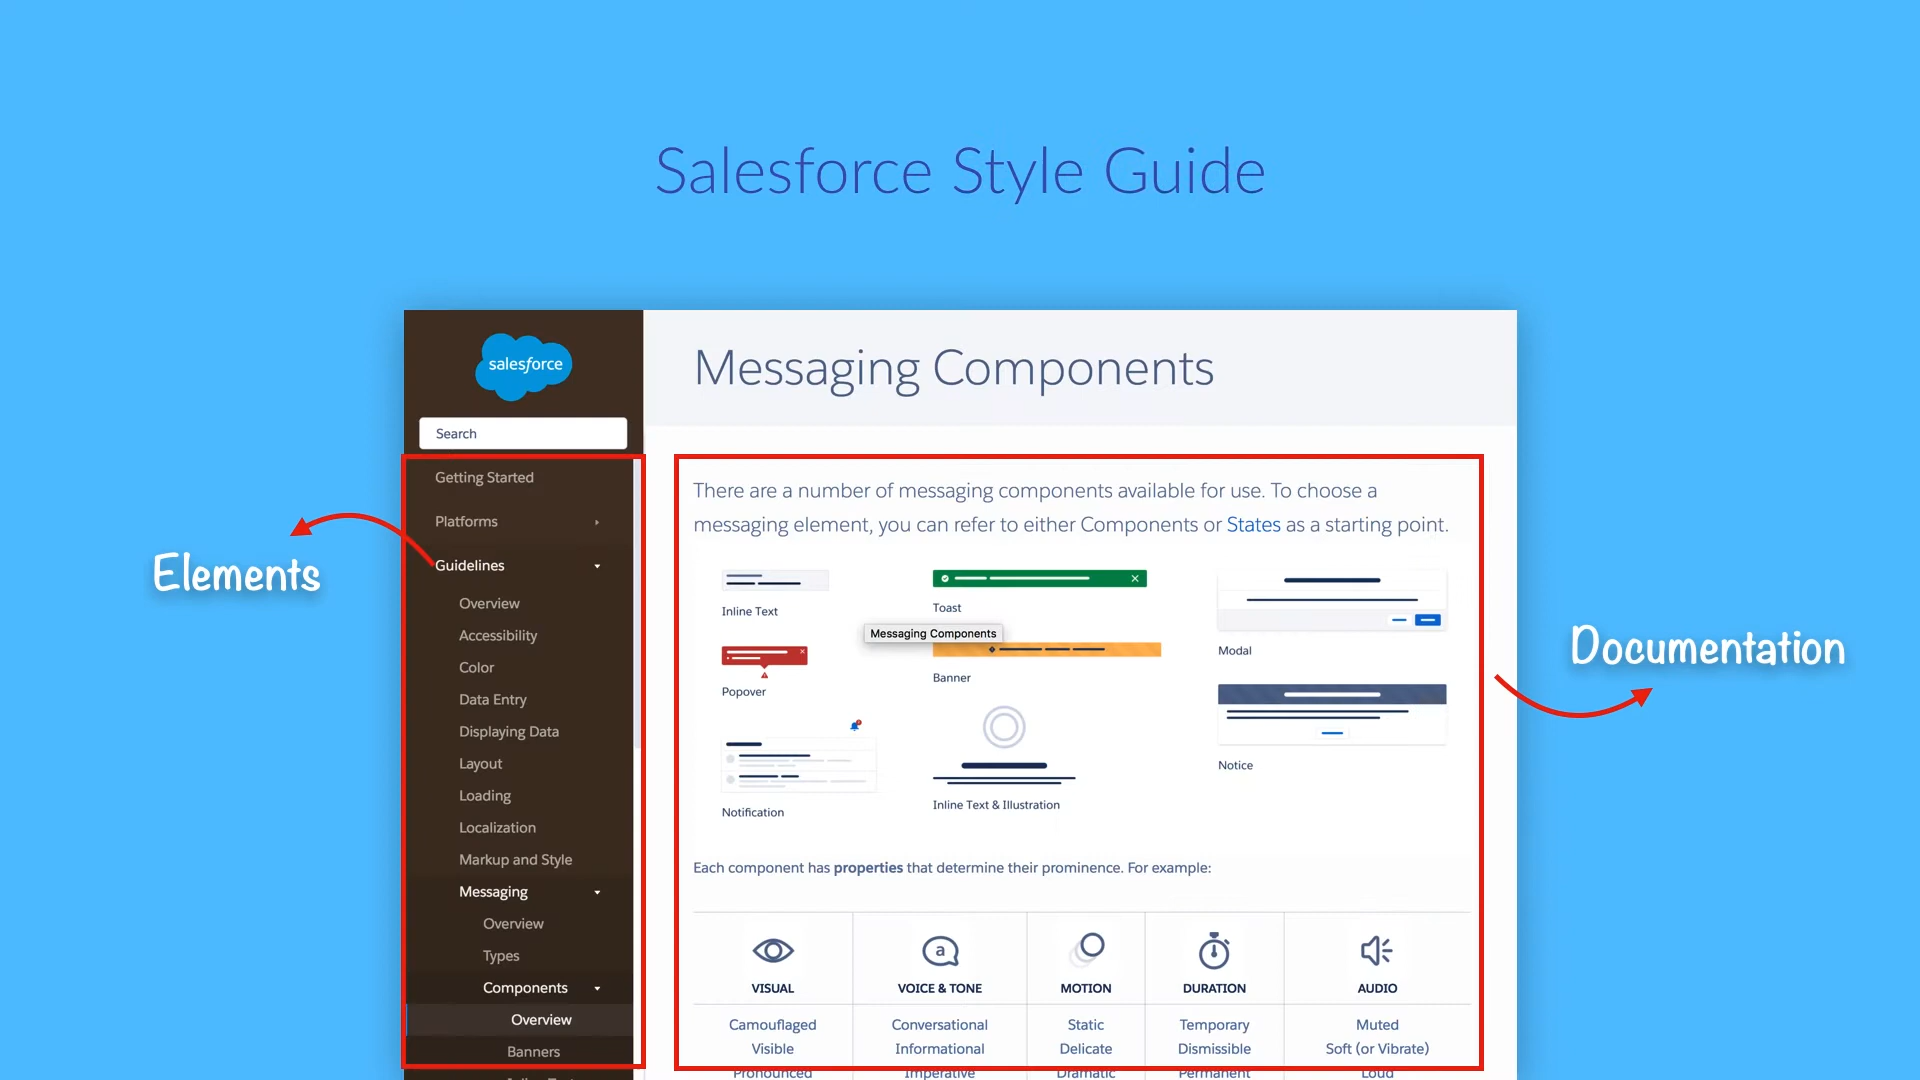 Salesforce Style Guide
salesforce
Search
Getting Started
Platforms
Guidelines
Overview
Accessibility
Color
Data Entry
Displaying Data
Layout
Loading
Localization
Markup and Style
Messaging
Overview
Types
Components
Overview
Banners
Elements
Messaging Components
There are a number of messaging components available for use. To choose a
messaging element, you can refer to either Components or States as a starting point.
Inline Text
Toast
Modal
Messaging Components
Popover
Banner
Notice
Notification
Inline Text & Illustration
Each component has properties that determine their prominence. For example:
VISUAL VOICE & TONE MOTION DURATION AUDIO
Camouflaged Conversational Static Temporary Muted
Visible Informational Delicate Dismissible Soft (or Vibrate)
Pronounced Imperative Dramatic Permanent Loud
Documentation